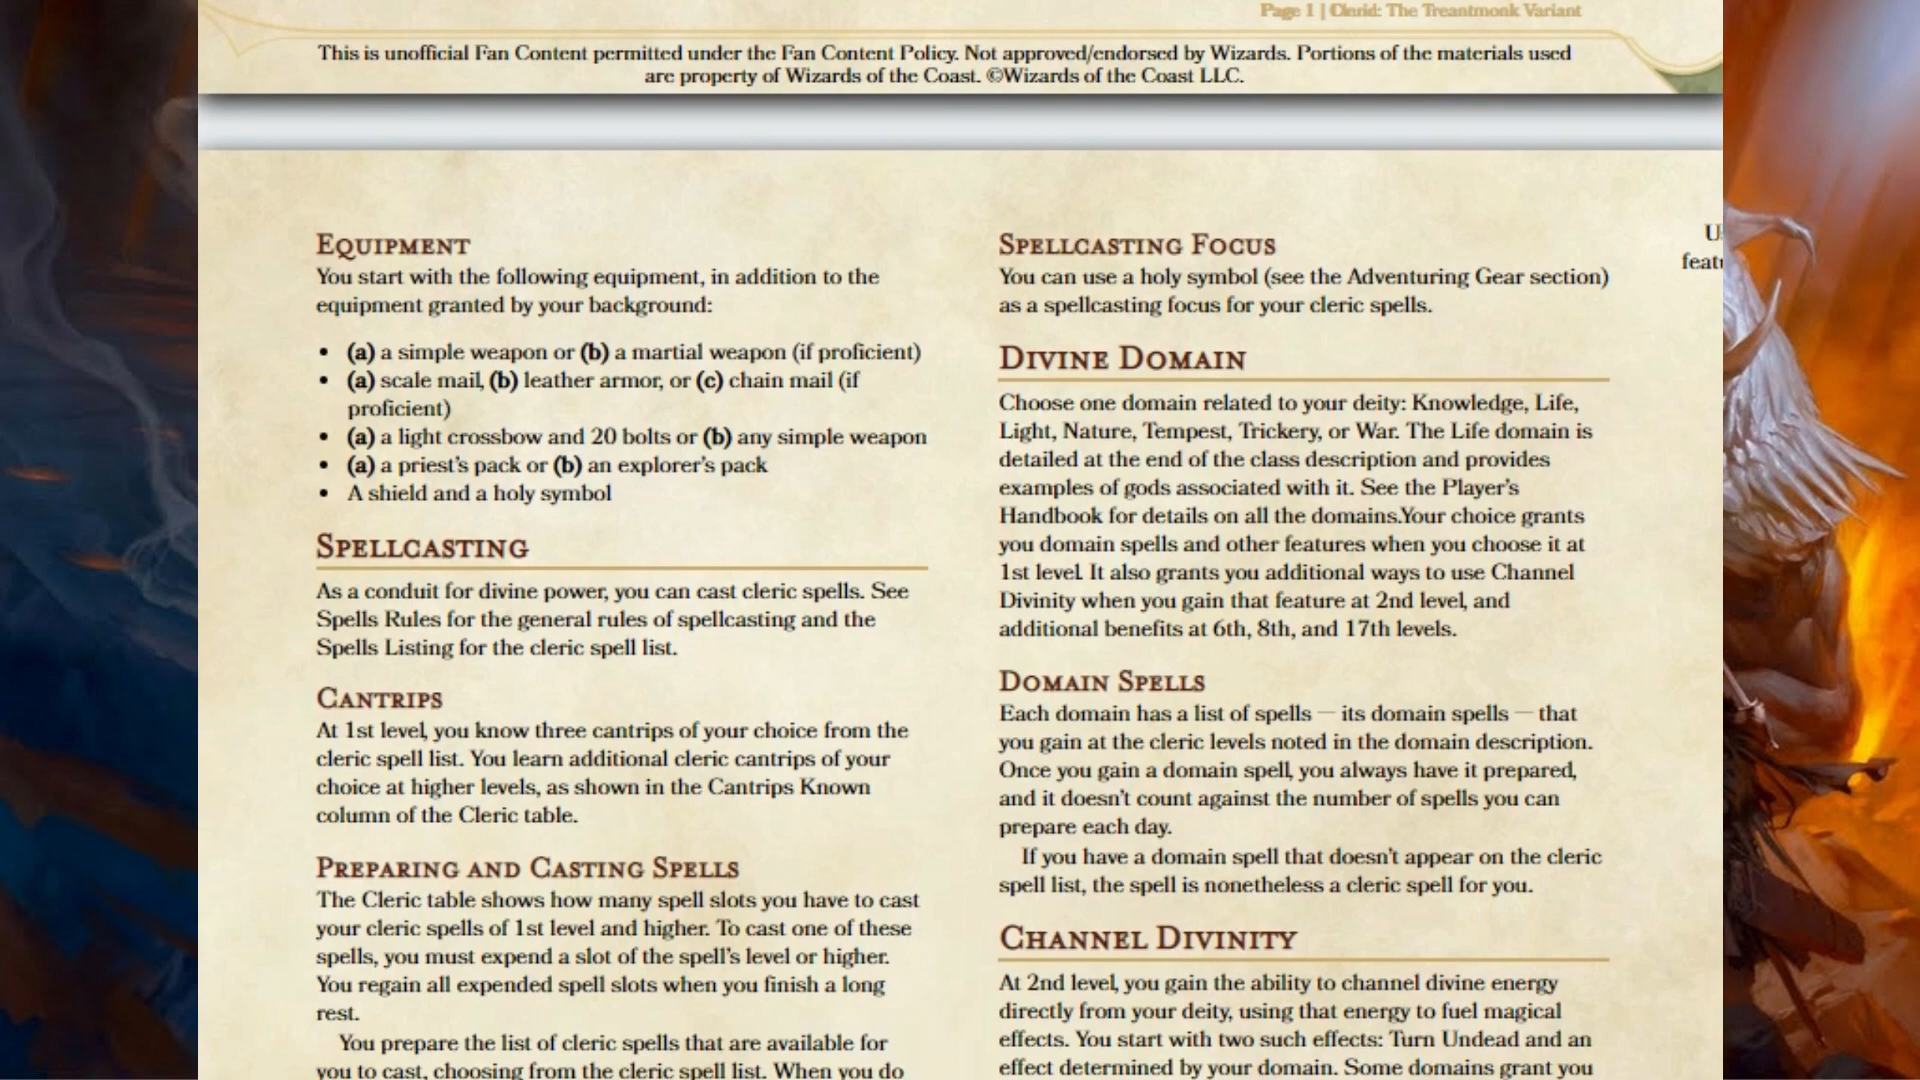 Page 1 | Clerid: The Treantmonk Variant
This is unofficial Fan Content permitted under the Fan Content Policy. Not approved/endorsed by Wizards. Portions of the materials used
are property of Wizards of the Coast. ©Wizards of the Coast LLC.
EQUIPMENT
You start with the following equipment, in addition to the
equipment granted by your background:
• (a) a simple weapon or (b) a martial weapon (if proficient)
• (a) scale mail, (b) leather armor, or (c) chain mail (if
proficient)
• (a) a light crossbow and 20 bolts or (b) any simple weapon
• (a) a priest's pack or (b) an explorer's pack
• A shield and a holy symbol
SPELLCASTING
As a conduit for divine power, you can cast cleric spells. See
Spells Rules for the general rules of spellcasting and the
Spells Listing for the cleric spell list.
CANTRIPS
At 1st level, you know three cantrips of your choice from the
cleric spell list. You learn additional cleric cantrips of your
choice at higher levels, as shown in the Cantrips Known
column of the Cleric table.
PREPARING AND CASTING SPELLS
The Cleric table shows how many spell slots you have to cast
your cleric spells of 1st level and higher. To cast one of these
spells, you must expend a slot of the spell's level or higher.
You regain all expended spell slots when you finish a long
rest.
You prepare the list of cleric spells that are available for
you to cast, choosing from the cleric spell list. When you do
SPELLCASTING FOCUS
You can use a holy symbol (see the Adventuring Gear section)
as a spellcasting focus for your cleric spells.
DIVINE DOMAIN
Choose one domain related to your deity: Knowledge, Life,
Light, Nature, Tempest, Trickery, or War. The Life domain is
detailed at the end of the class description and provides
examples of gods associated with it. See the Player's
Handbook for details on all the domains.Your choice grants
you domain spells and other features when you choose it at
1st level. It also grants you additional ways to use Channel
Divinity when you gain that feature at 2nd level, and
additional benefits at 6th, 8th, and 17th levels.
DOMAIN SPELLS
Each domain has a list of spells — its domain spells — that
you gain at the cleric levels noted in the domain description.
Once you gain a domain spell, you always have it prepared,
and it doesn't count against the number of spells you can
prepare each day.
If you have a domain spell that doesn't appear on the cleric
spell list, the spell is nonetheless a cleric spell for you.
CHANNEL DIVINITY
At 2nd level, you gain the ability to channel divine energy
directly from your deity, using that energy to fuel magical
effects. You start with two such effects: Turn Undead and an
effect determined by your domain. Some domains grant you